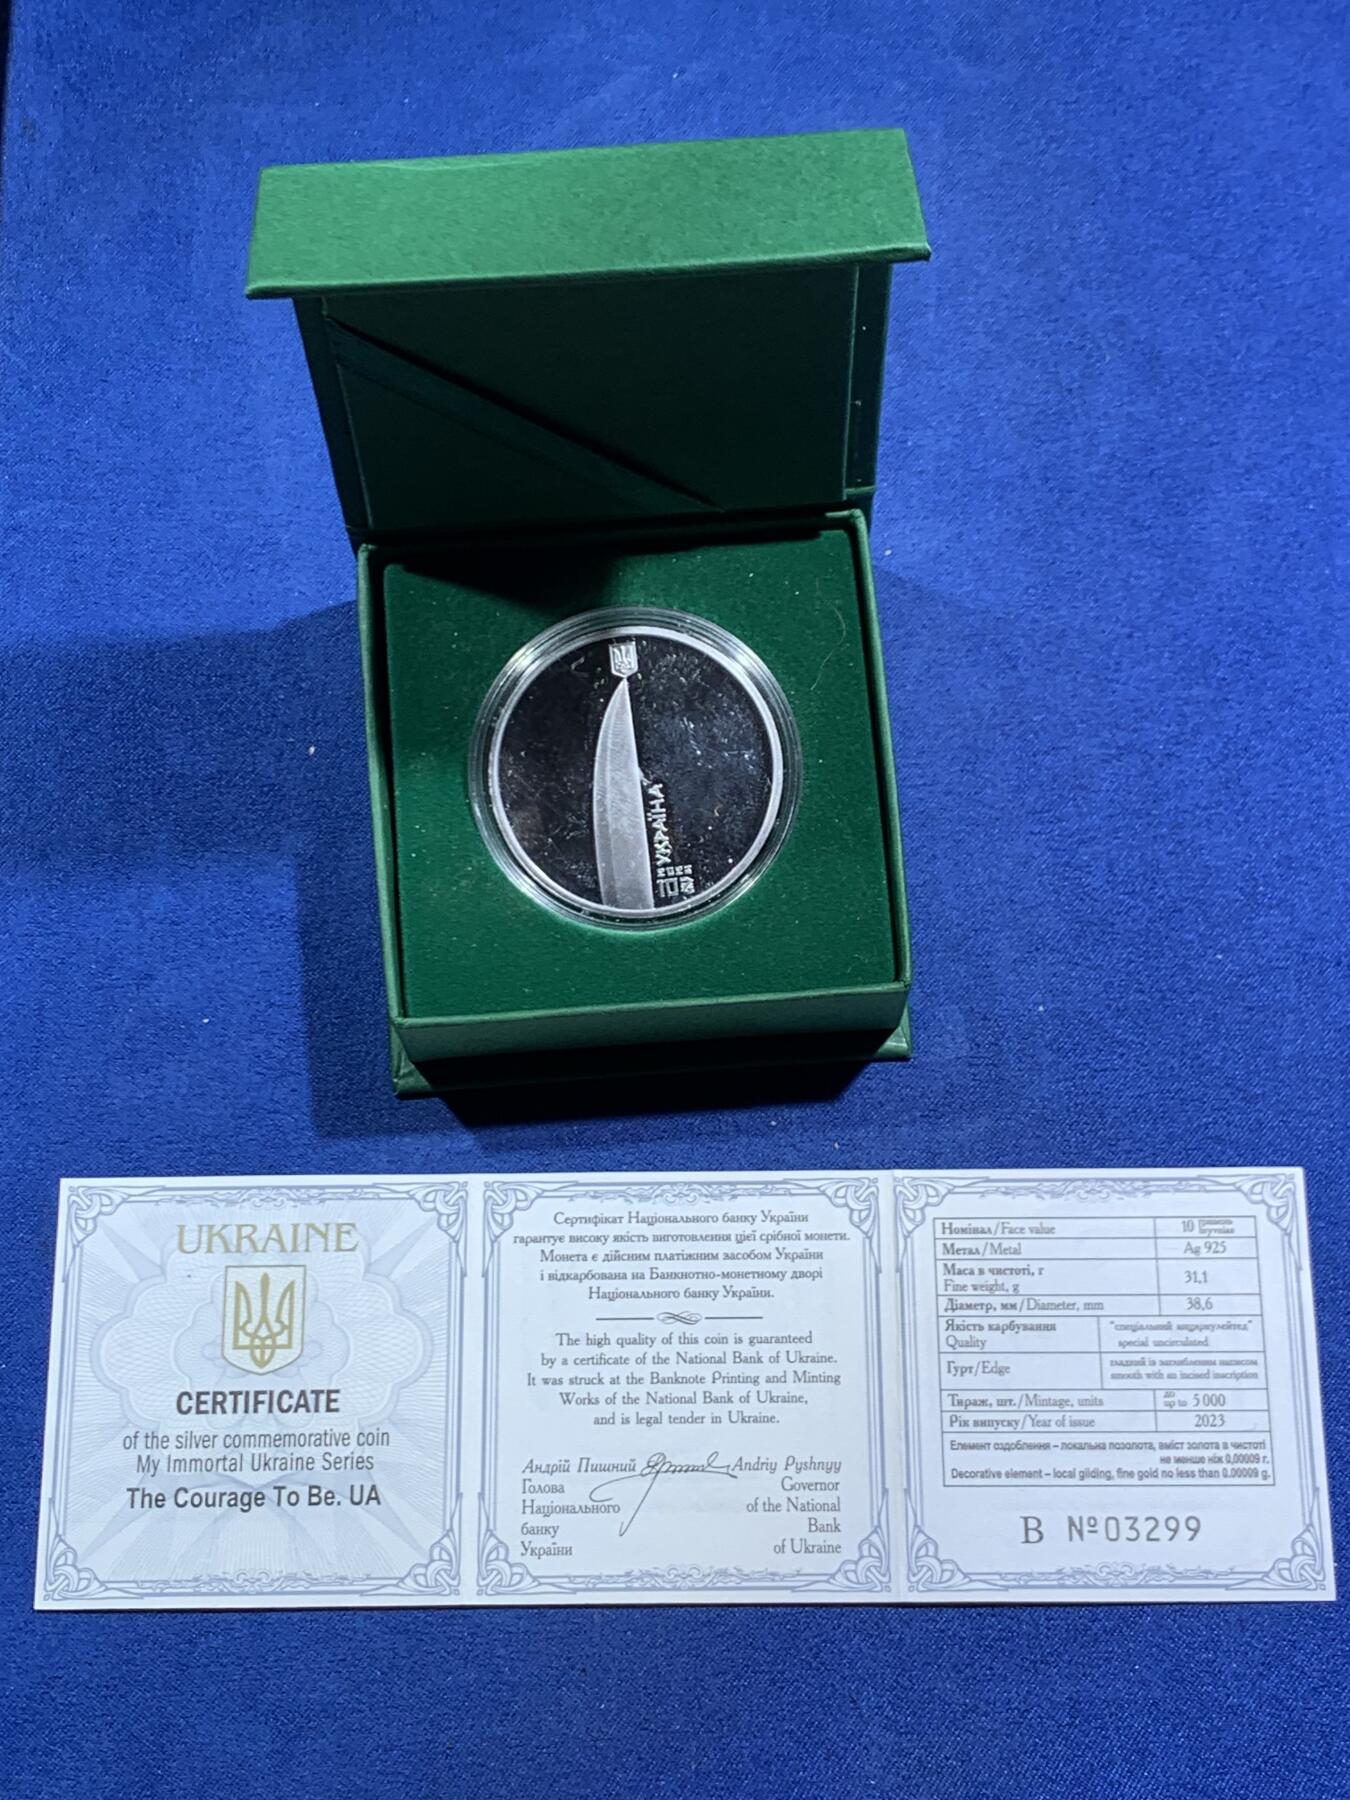 УКРАЇНА
10
UKRAINE
CERTIFICATE
of the silver commemorative coin
My Immortal Ukraine Series
The Courage To Be. UA
Сертифікат Національного банку України
гарантує високу якість виготовлення цієї срібної монети.
Монета є дійсним платіжним засобом України
і відкарбована на Банкнотно-монетному дворі
Національного банку України.
The high quality of this coin is guaranteed
by a certificate of the National Bank of Ukraine.
It was struck at the Banknote Printing and Minting
Works of the National Bank of Ukraine,
and is legal tender in Ukraine.
Андрій Пишний Andriy Pyshnyy
Голова Governor
Національного of the National
банку Bank
України of Ukraine
Номінал/Face value 10 гривень hryvnias
Метал/Metal Ag 925
Маса в чистоті, г
Fine weight, g 31,1
Діаметр, мм/Diameter, mm 38,6
Якість карбування "спеціальний анциркулейтед"
Quality special uncirculated
Гурт/Edge гладкий із заглибленим написом
smooth with an incised inscription
Тираж, шт./Mintage, units до up to 5 000
Рік випуску/Year of issue 2023
Елемент оздоблення – локальна позолота, вміст золота в чистоті
не менше ніж 0,00009 г.
Decorative element – local gilding, fine gold no less than 0.00009 g.
В №03299